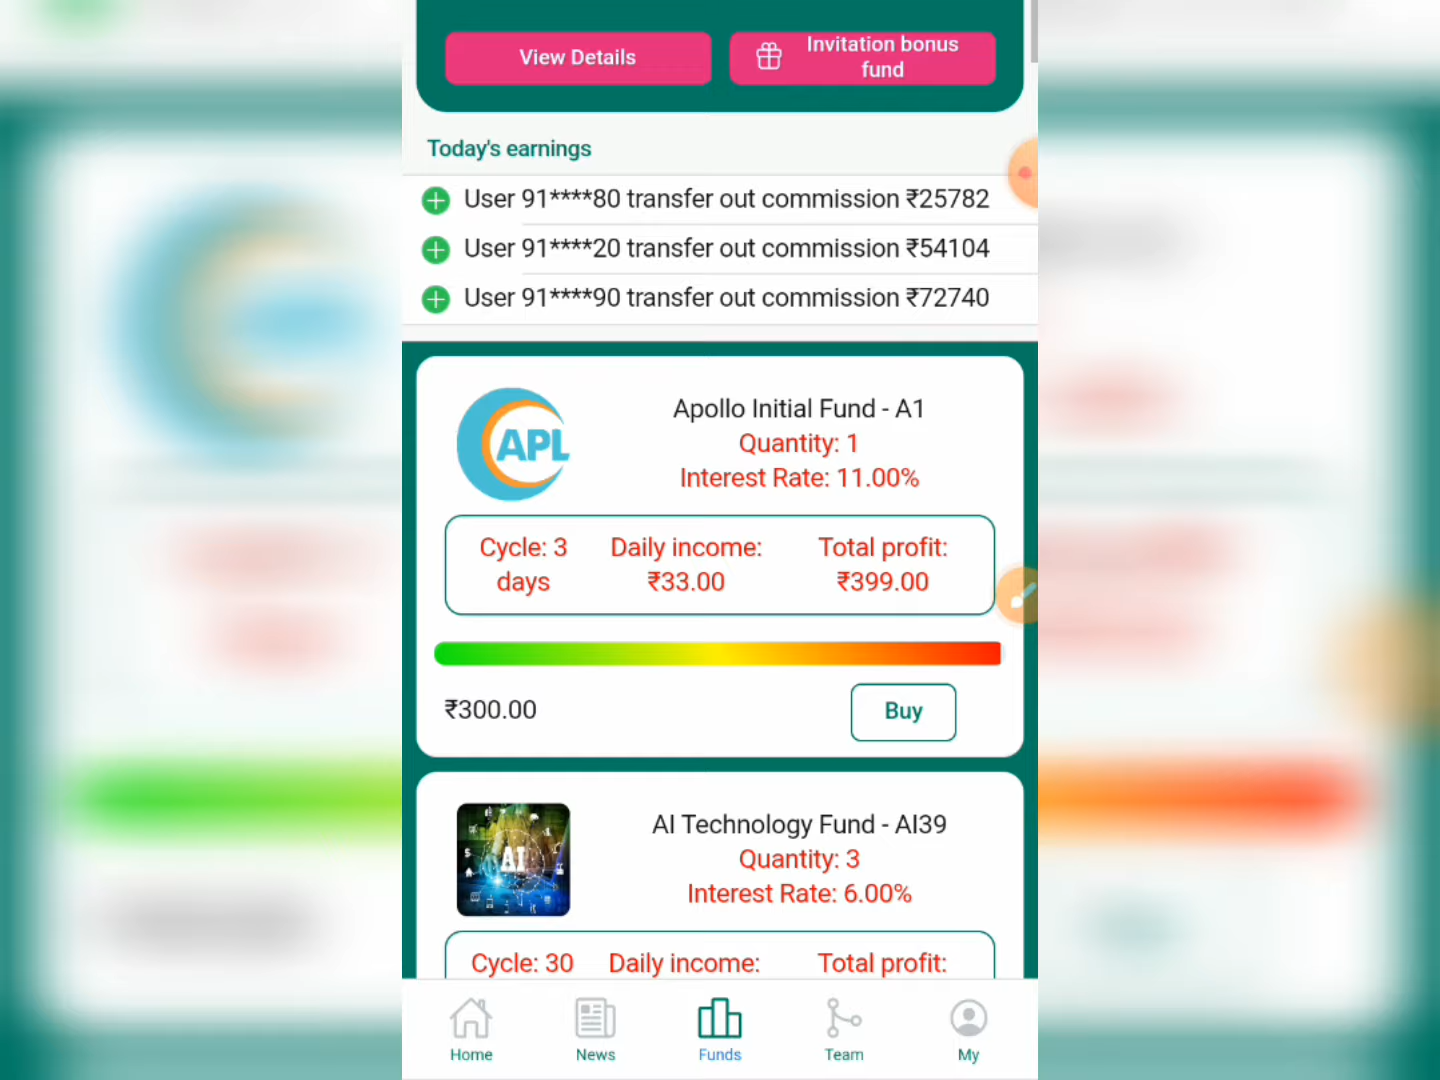 View Details
Invitation bonus
fund
Today's earnings
User 91****80 transfer out commission ₹25782
User 91****20 transfer out commission ₹54104
User 91****90 transfer out commission ₹72740
APL
Apollo Initial Fund - A1
Quantity: 1
Interest Rate: 11.00%
Cycle: 3
days
Daily income:
₹33.00
Total profit:
₹399.00
₹300.00
Buy
AI
AI Technology Fund - AI39
Quantity: 3
Interest Rate: 6.00%
Cycle: 30
Daily income:
Total profit:
Home
News
Funds
Team
My